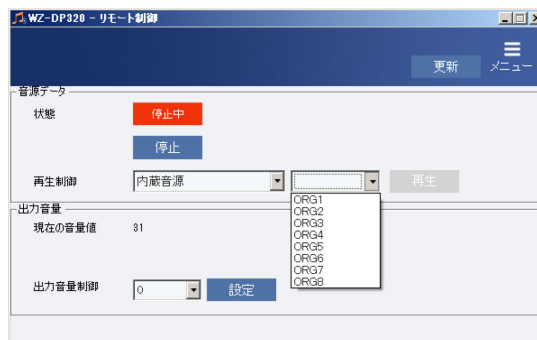 WZ-DP320 - リモート制御
更新 メニュー
音源データ
状態 停止中
停止
再生制御 内蔵音源 再生
ORG1
ORG2
ORG3
ORG4
ORG5
ORG6
ORG7
ORG8
出力音量
現在の音量値 31
出力音量制御 0 設定